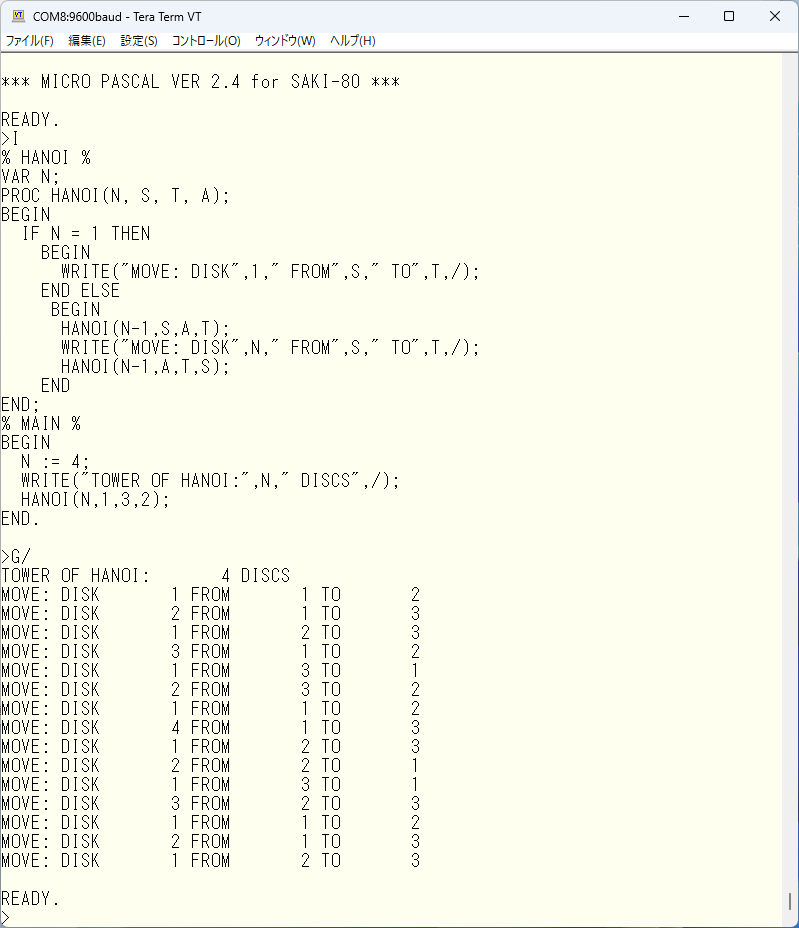 COM8:9600baud - Tera Term VT
ファイル(F) 編集(E) 設定(S) コントロール(O) ウィンドウ(W) ヘルプ(H)
*** MICRO PASCAL VER 2.4 for SAKI-80 ***
READY.
>I
% HANOI %
VAR N;
PROC HANOI(N, S, T, A);
BEGIN
  IF N = 1 THEN
    BEGIN
      WRITE("MOVE: DISK",1," FROM",S," TO",T,/);
    END ELSE
     BEGIN
      HANOI(N-1,S,A,T);
      WRITE("MOVE: DISK",N," FROM",S," TO",T,/);
      HANOI(N-1,A,T,S);
    END
END;
% MAIN %
BEGIN
  N := 4;
  WRITE("TOWER OF HANOI:",N," DISCS",/);
  HANOI(N,1,3,2);
END.
>G/
TOWER OF HANOI:       4 DISCS
MOVE: DISK       1 FROM       1 TO       2
MOVE: DISK       2 FROM       1 TO       3
MOVE: DISK       1 FROM       2 TO       3
MOVE: DISK       3 FROM       1 TO       2
MOVE: DISK       1 FROM       3 TO       1
MOVE: DISK       2 FROM       3 TO       2
MOVE: DISK       1 FROM       1 TO       2
MOVE: DISK       4 FROM       1 TO       3
MOVE: DISK       1 FROM       2 TO       3
MOVE: DISK       2 FROM       2 TO       1
MOVE: DISK       1 FROM       3 TO       1
MOVE: DISK       3 FROM       2 TO       3
MOVE: DISK       1 FROM       1 TO       2
MOVE: DISK       2 FROM       1 TO       3
MOVE: DISK       1 FROM       2 TO       3
READY.
>